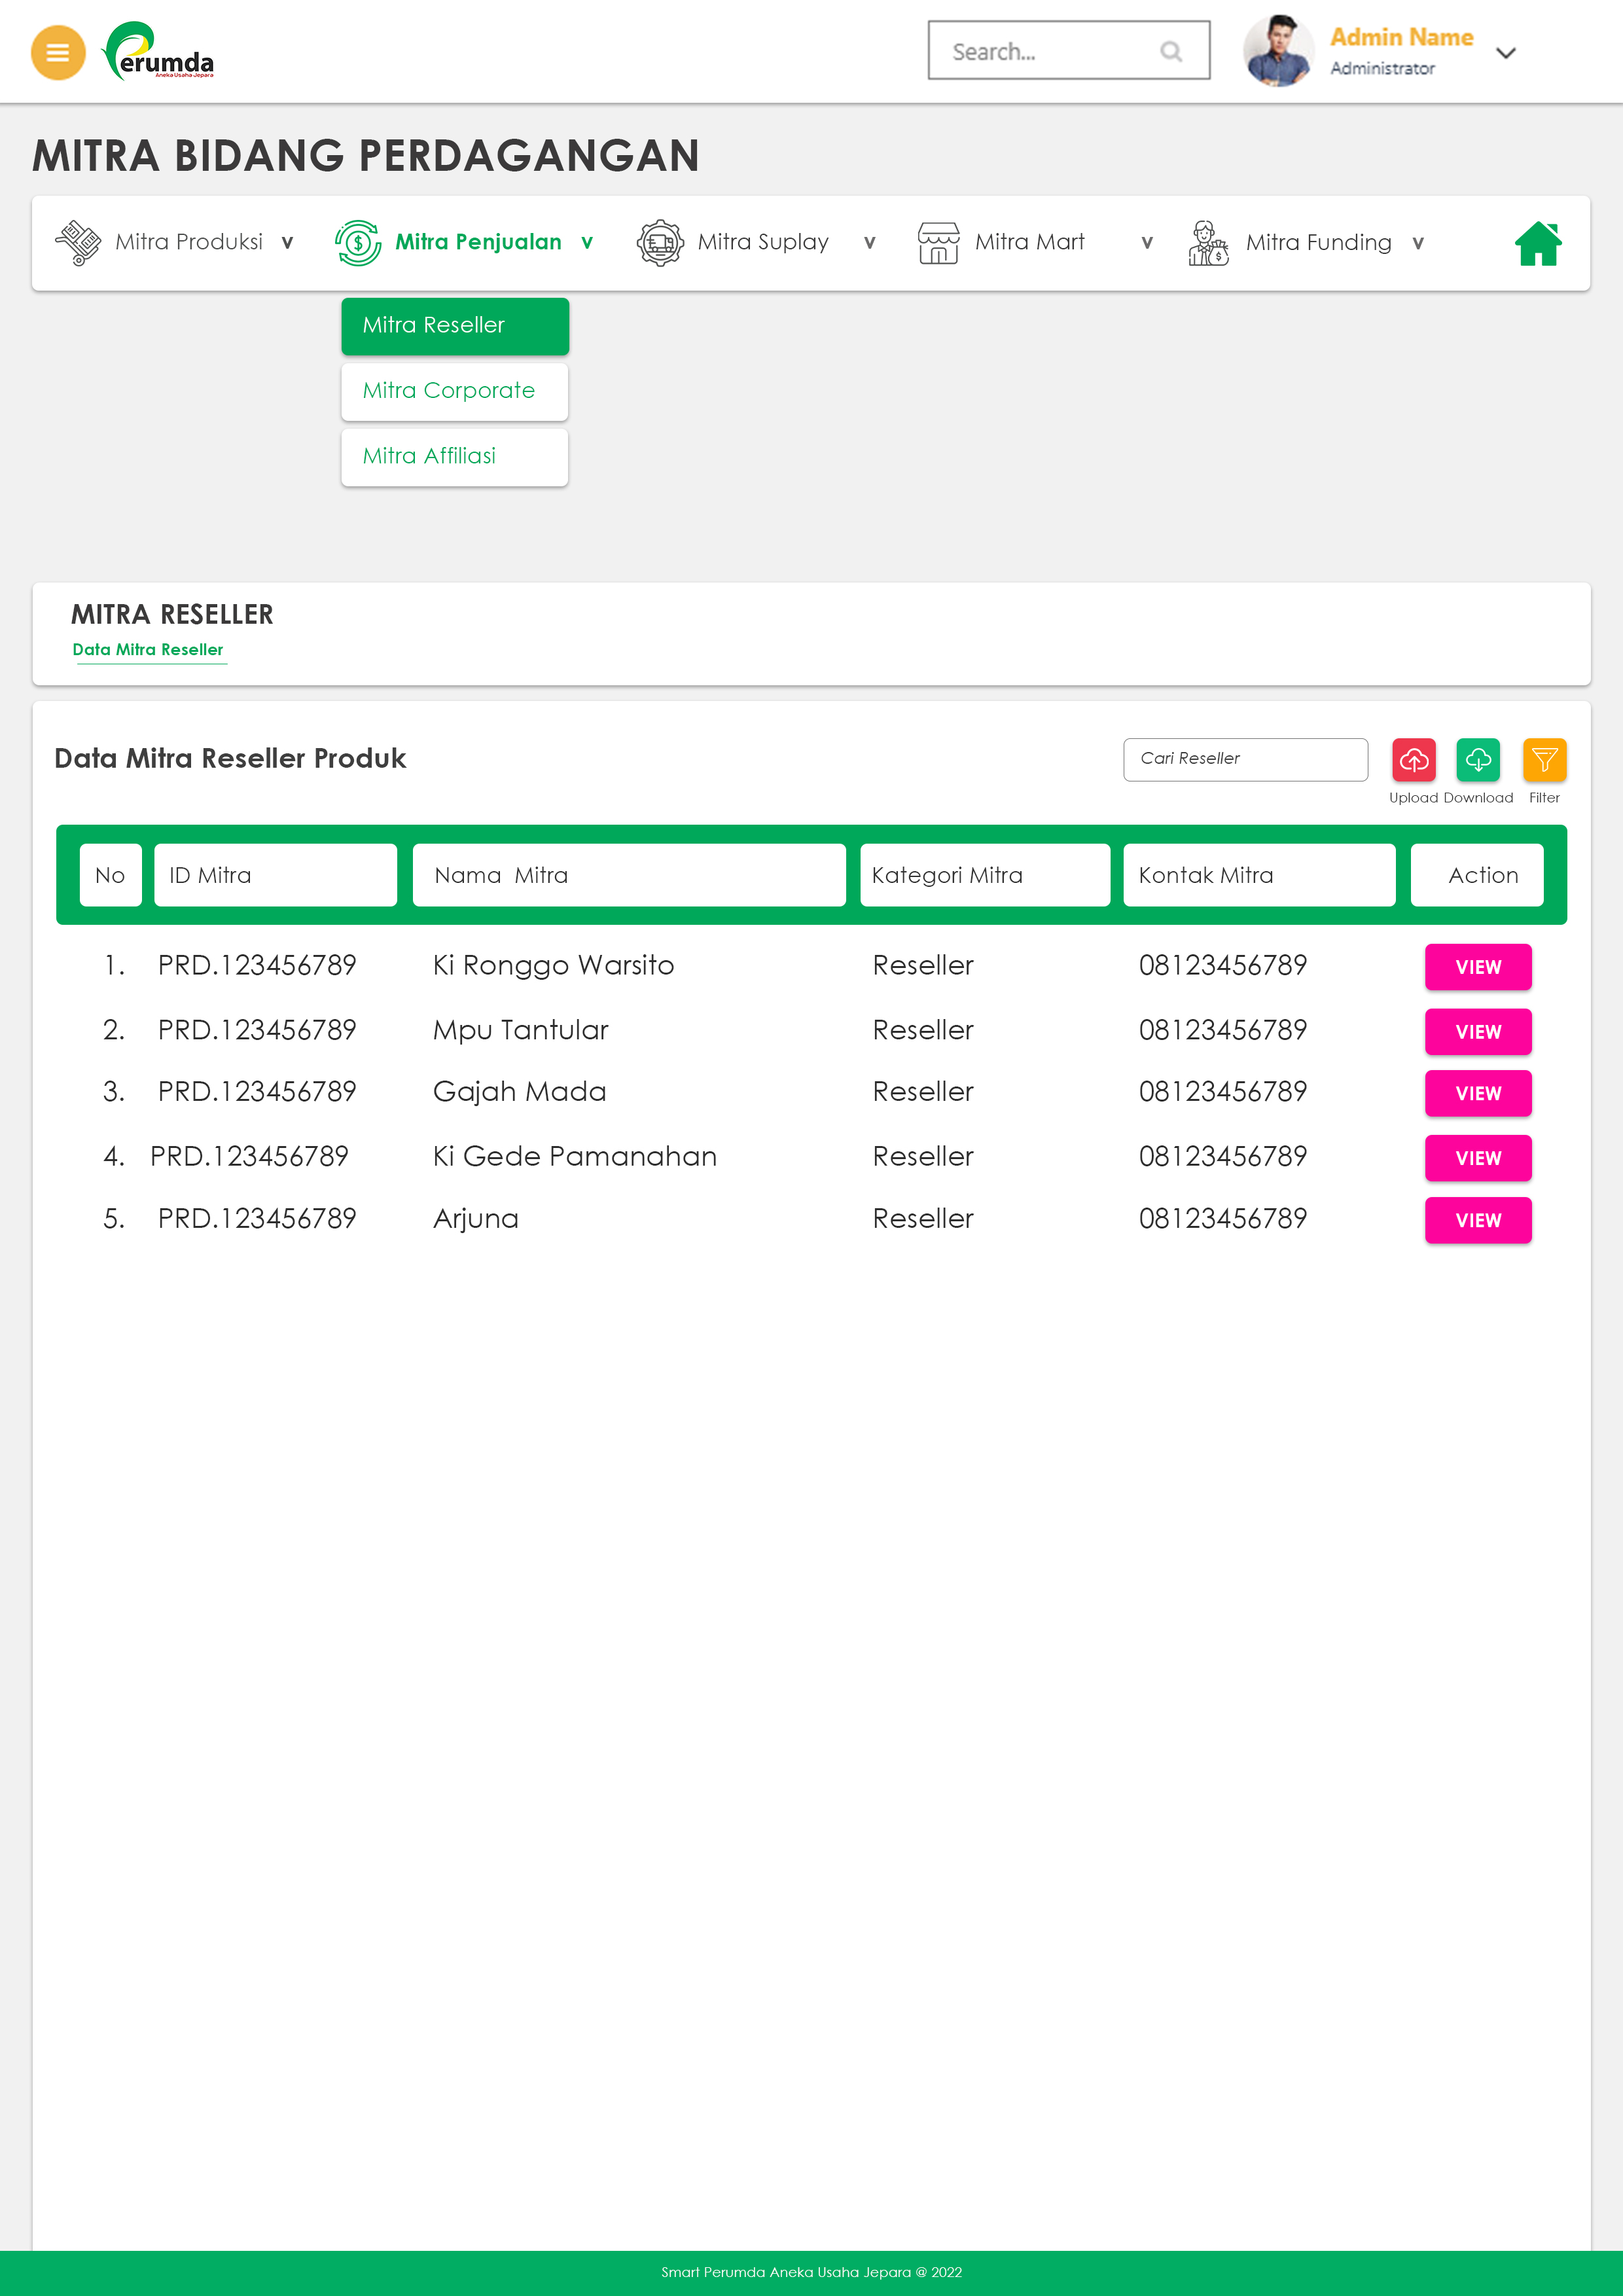 Perumda
Aneka Usaha Jepara
Search...
Admin Name
Administrator
MITRA BIDANG PERDAGANGAN
Mitra Produksi v
Mitra Penjualan v
Mitra Suplay v
Mitra Mart v
Mitra Funding v
Mitra Reseller
Mitra Corporate
Mitra Affiliasi
MITRA RESELLER
Data Mitra Reseller
Data Mitra Reseller Produk
Cari Reseller
Upload Download Filter
No ID Mitra Nama Mitra Kategori Mitra Kontak Mitra Action
1. PRD.123456789 Ki Ronggo Warsito Reseller 08123456789 VIEW
2. PRD.123456789 Mpu Tantular Reseller 08123456789 VIEW
3. PRD.123456789 Gajah Mada Reseller 08123456789 VIEW
4. PRD.123456789 Ki Gede Pamanahan Reseller 08123456789 VIEW
5. PRD.123456789 Arjuna Reseller 08123456789 VIEW
Smart Perumda Aneka Usaha Jepara @ 2022